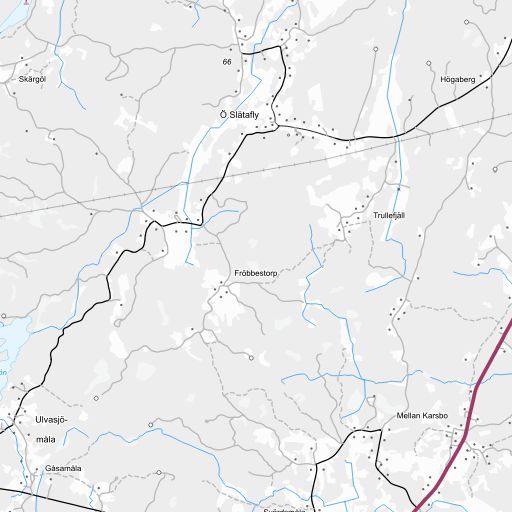 66
Skärgöl
Högaberg
Ö Slätafly
Trullefjäll
Fröbbestorp
Mellan Karsbo
Ulvasjö-
måla
Gåsamåla